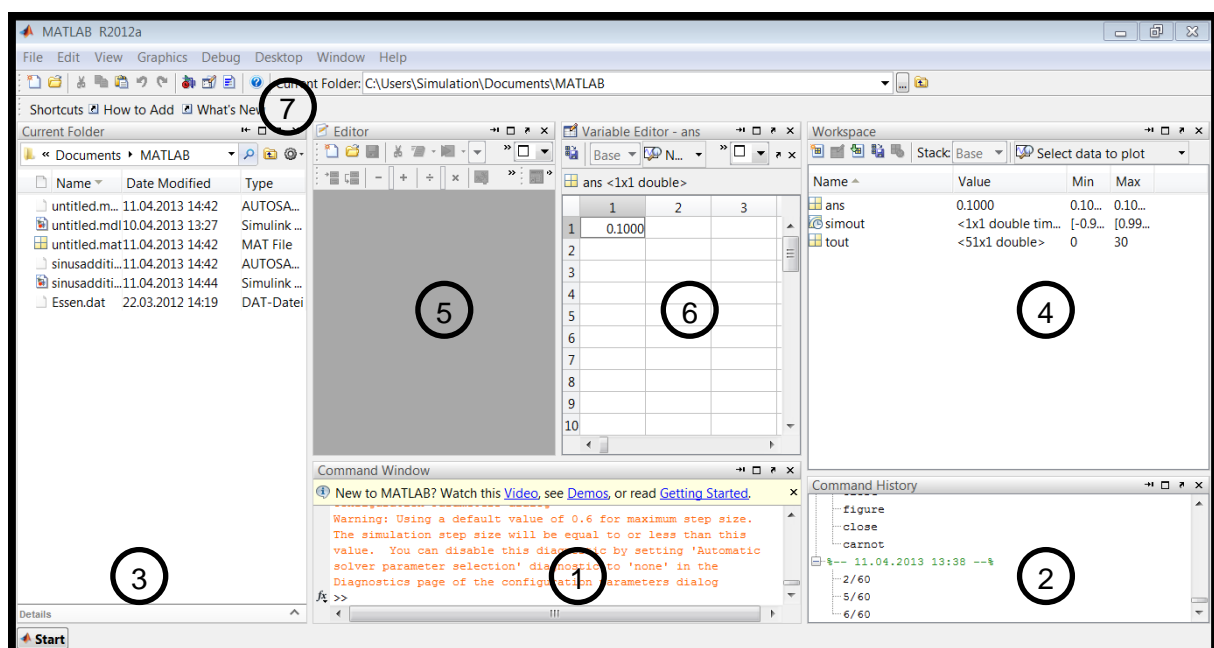 MATLAB R2012a
File Edit View Graphics Debug Desktop Window Help
Current Folder: C:\Users\Simulation\Documents\MATLAB
Shortcuts How to Add What's New
7
Current Folder
« Documents MATLAB
Name Date Modified Type
untitled.m... 11.04.2013 14:42 AUTOSA...
untitled.mdl 10.04.2013 13:27 Simulink ...
untitled.mat 11.04.2013 14:42 MAT File
sinusadditi... 11.04.2013 14:42 AUTOSA...
sinusadditi... 11.04.2013 14:44 Simulink ...
Essen.dat 22.03.2012 14:19 DAT-Datei
3
Details
Start
Editor
5
Variable Editor - ans
Base N...
ans <1x1 double>
1 2 3
1 0.1000
2
3
4
5
6
7
8
9
10
6
Workspace
Stack: Base Select data to plot
Name Value Min Max
ans 0.1000 0.10... 0.10...
simout <1x1 double tim... [-0.9... [0.99...
tout <51x1 double> 0 30
4
Command Window
New to MATLAB? Watch this Video, see Demos, or read Getting Started.
Warning: Using a default value of 0.6 for maximum step size.
The simulation step size will be equal to or less than this
value. You can disable this diagnostic by setting 'Automatic
solver parameter selection' diagnostic to 'none' in the
Diagnostics page of the configuration parameters dialog
fx >>
1
Command History
figure
close
carnot
%-- 11.04.2013 13:38 --%
2/60
5/60
6/60
2